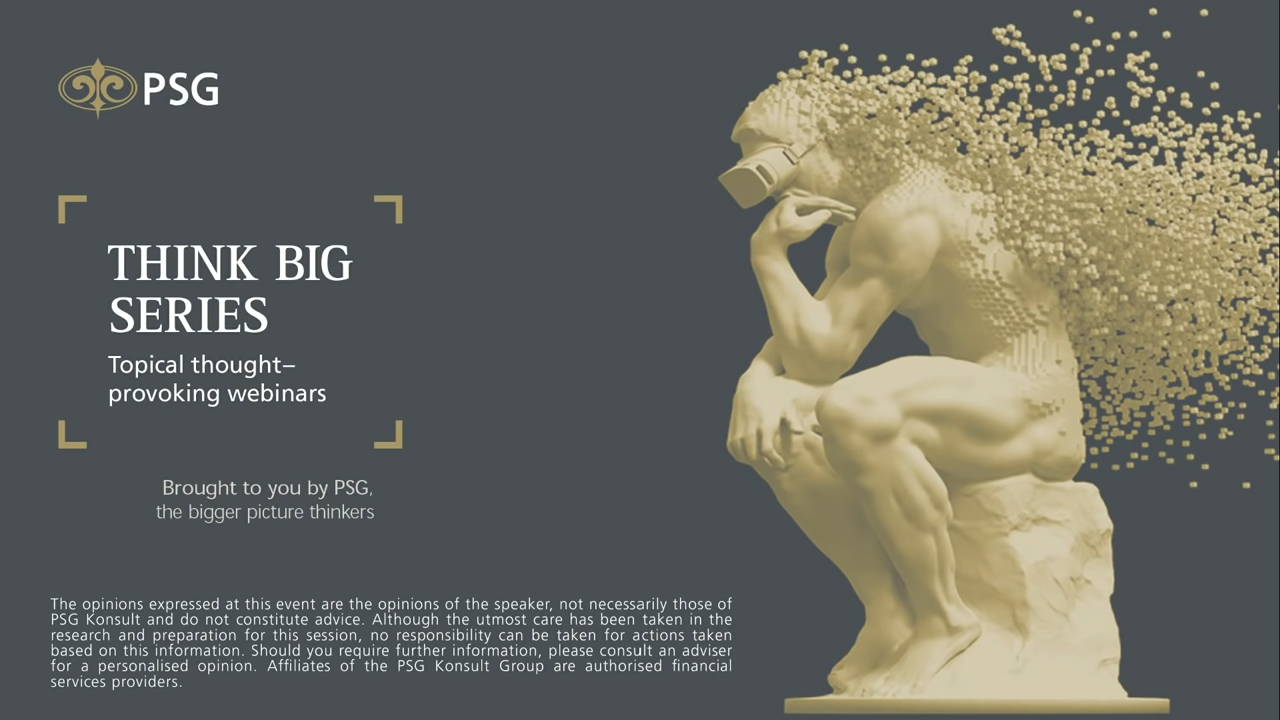 PSG
THINK BIG
SERIES
Topical thought–
provoking webinars
Brought to you by PSG,
the bigger picture thinkers
The opinions expressed at this event are the opinions of the speaker, not necessarily those of
PSG Konsult and do not constitute advice. Although the utmost care has been taken in the
research and preparation for this session, no responsibility can be taken for actions taken
based on this information. Should you require further information, please consult an adviser
for a personalised opinion. Affiliates of the PSG Konsult Group are authorised financial
services providers.